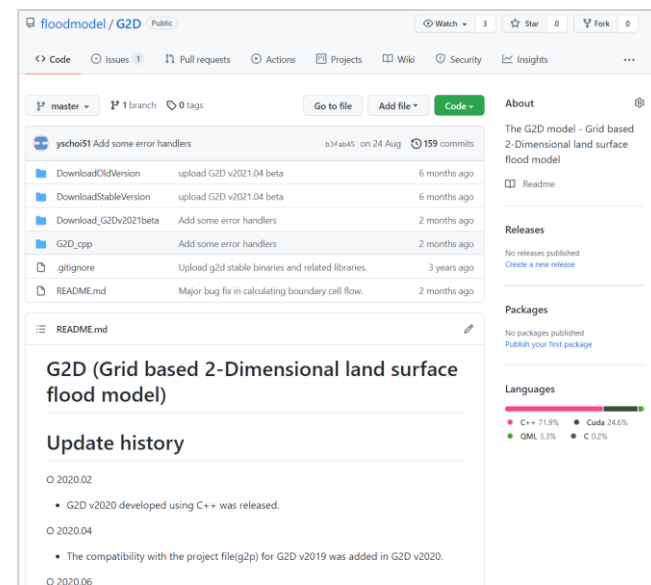 floodmodel / G2D Public
Watch 3
Star 0
Fork 0
<> Code
Issues 1
Pull requests
Actions
Projects
Wiki
Security
Insights
...
master
1 branch
0 tags
Go to file
Add file
Code
yschoi51 Add some error handlers
b3fab45 on 24 Aug
159 commits
DownloadOldVersion upload G2D v2021.04 beta 6 months ago
DownloadStableVersion upload G2D v2021.04 beta 6 months ago
Download_G2Dv2021beta Add some error handlers 2 months ago
G2D_cpp Add some error handlers 2 months ago
.gitignore Upload g2d stable binaries and related libraries. 3 years ago
README.md Major bug fix in calculating boundary cell flow. 2 months ago
README.md
G2D (Grid based 2-Dimensional land surface
flood model)
Update history
O 2020.02
• G2D v2020 developed using C++ was released.
O 2020.04
• The compatibility with the project file(g2p) for G2D v2019 was added in G2D v2020.
O 2020.06
About
The G2D model - Grid based
2-Dimensional land surface
flood model
Readme
Releases
No releases published
Create a new release
Packages
No packages published
Publish your first package
Languages
C++ 71.9%
Cuda 24.6%
QML 3.3%
C 0.2%